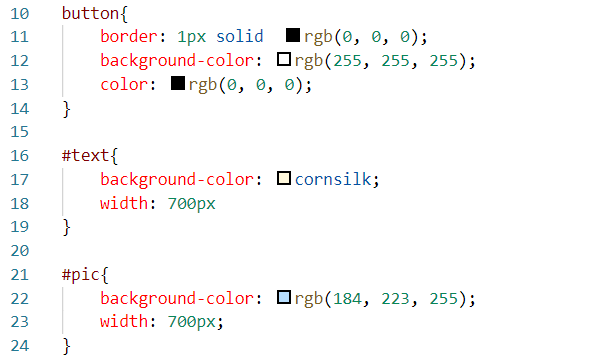 10 button{
11 border: 1px solid rgb(0, 0, 0);
12 background-color: rgb(255, 255, 255);
13 color: rgb(0, 0, 0);
14 }
15
16 #text{
17 background-color: cornsilk;
18 width: 700px
19 }
20
21 #pic{
22 background-color: rgb(184, 223, 255);
23 width: 700px;
24 }